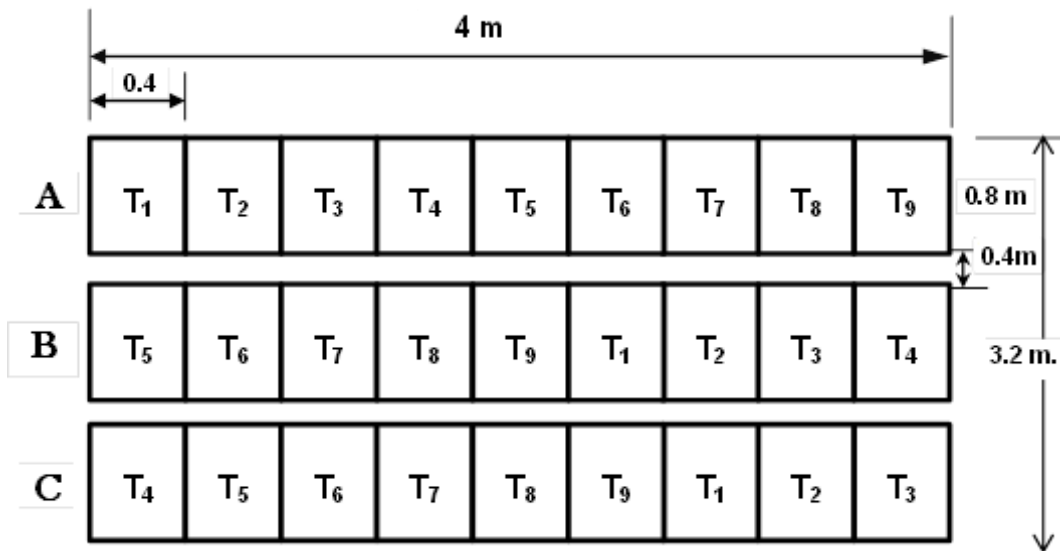 4 m
0.4
A T₁ T₂ T₃ T₄ T₅ T₆ T₇ T₈ T₉ 0.8 m
0.4m
B T₅ T₆ T₇ T₈ T₉ T₁ T₂ T₃ T₄ 3.2 m.
C T₄ T₅ T₆ T₇ T₈ T₉ T₁ T₂ T₃